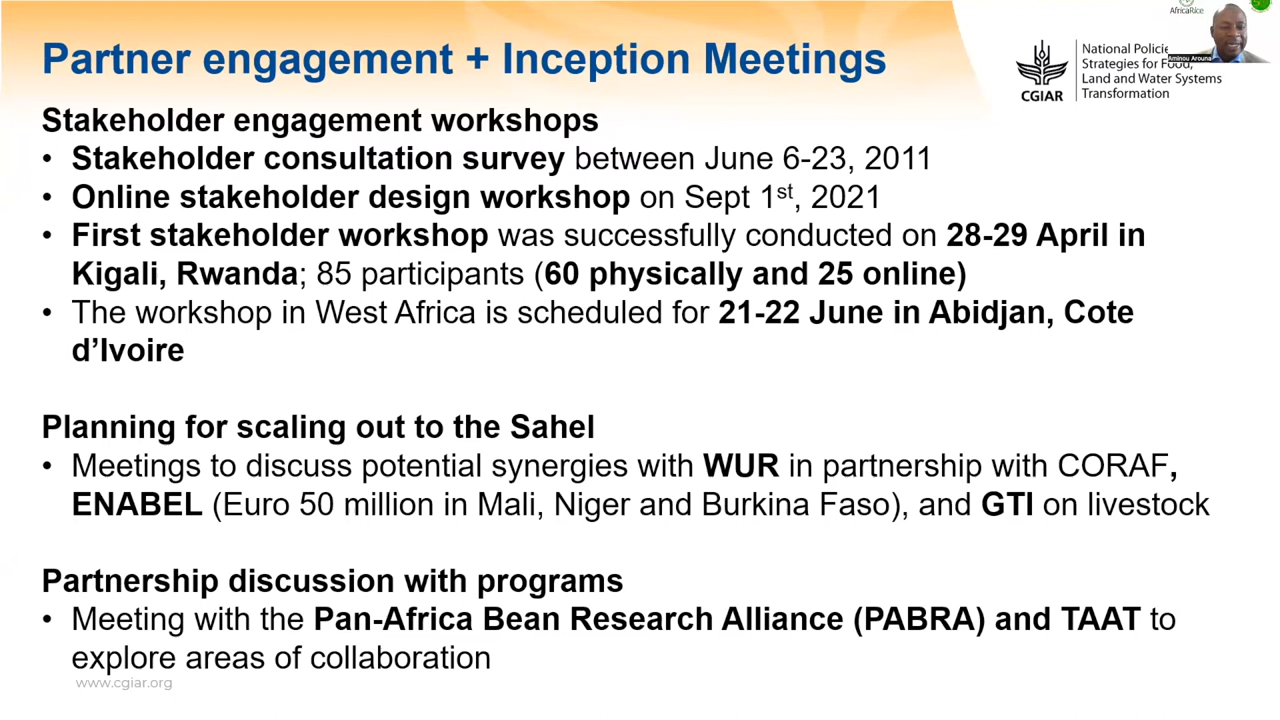 AfricaRice
Partner engagement + Inception Meetings
CGIAR
National Policie
Strategies for Food,
Land and Water Systems
Transformation
Aminou Arouna
Stakeholder engagement workshops
• Stakeholder consultation survey between June 6-23, 2011
• Online stakeholder design workshop on Sept 1st, 2021
• First stakeholder workshop was successfully conducted on 28-29 April in
Kigali, Rwanda; 85 participants (60 physically and 25 online)
• The workshop in West Africa is scheduled for 21-22 June in Abidjan, Cote
d’Ivoire
Planning for scaling out to the Sahel
• Meetings to discuss potential synergies with WUR in partnership with CORAF,
ENABEL (Euro 50 million in Mali, Niger and Burkina Faso), and GTI on livestock
Partnership discussion with programs
• Meeting with the Pan-Africa Bean Research Alliance (PABRA) and TAAT to
explore areas of collaboration
www.cgiar.org